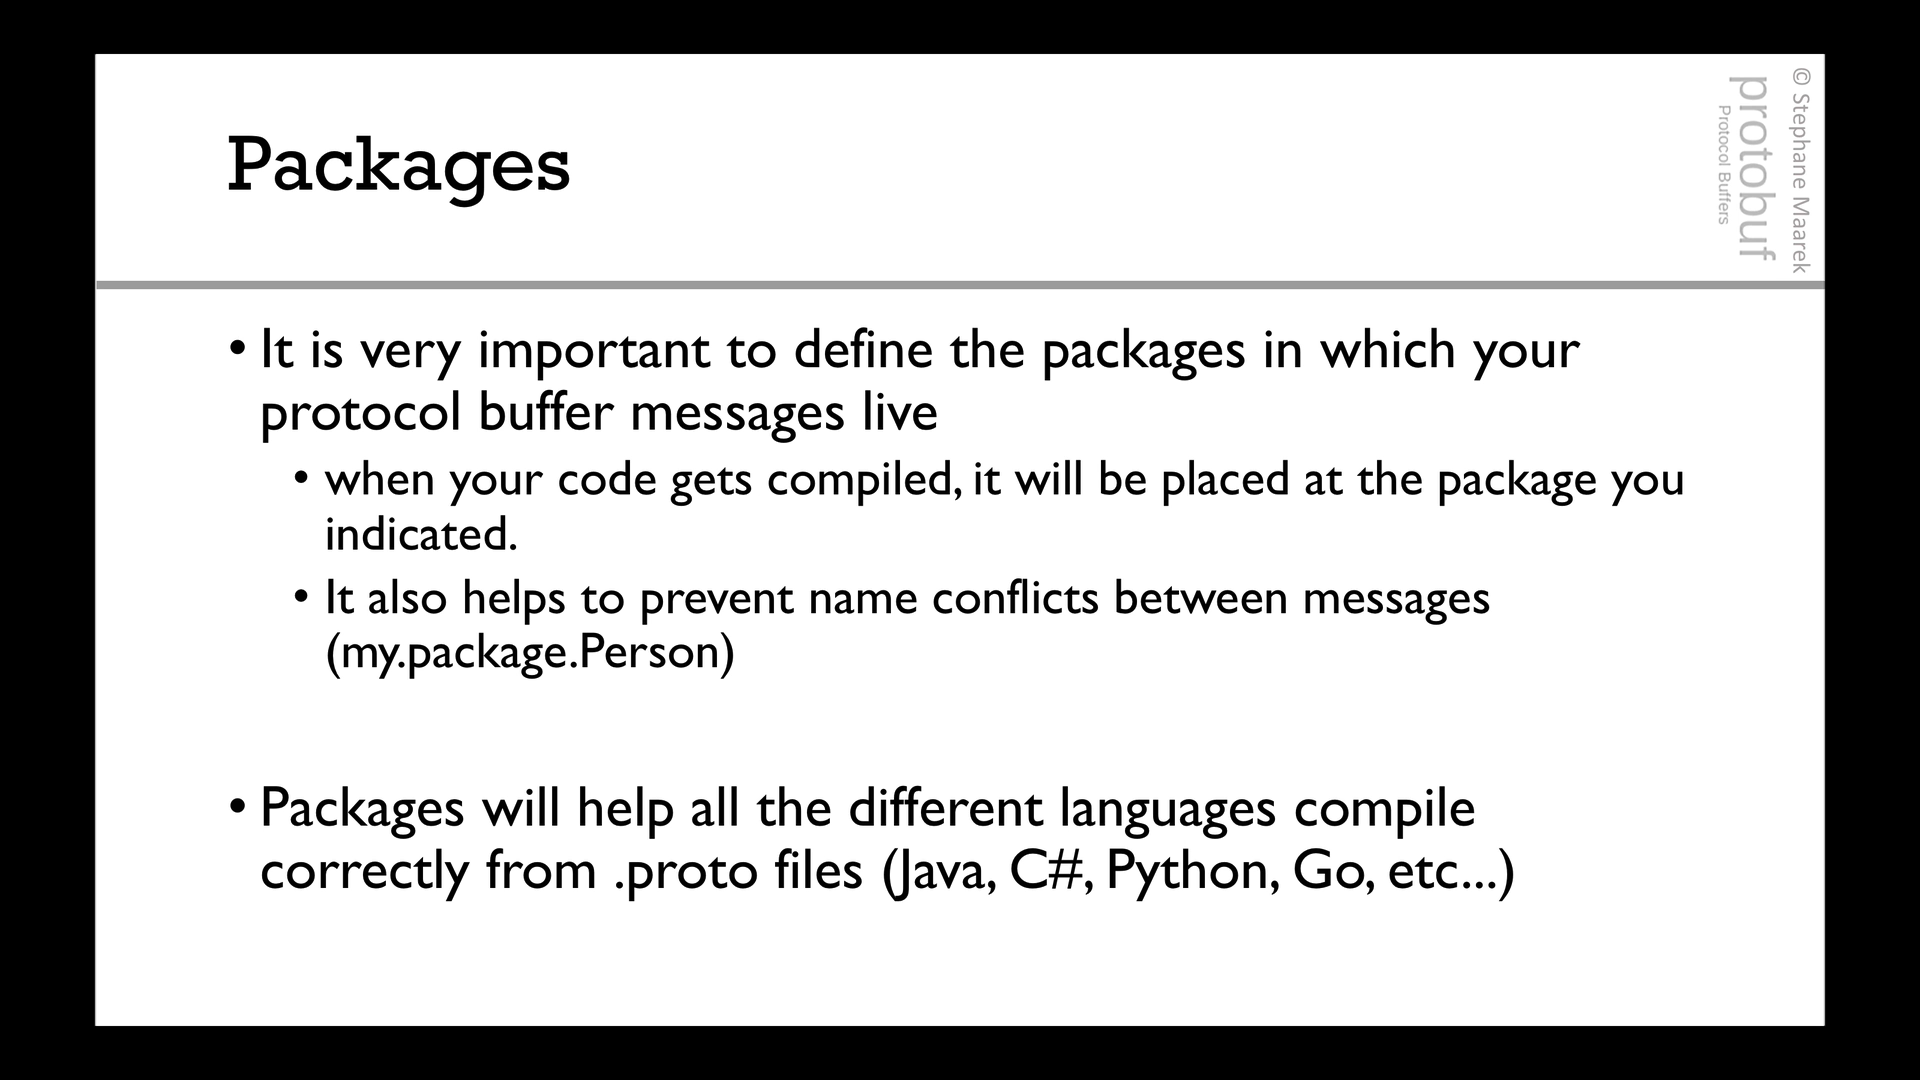 Packages
© Stephane Maarek
protobuf
Protocol Buffers
• It is very important to define the packages in which your
protocol buffer messages live
• when your code gets compiled, it will be placed at the package you
indicated.
• It also helps to prevent name conflicts between messages
(my.package.Person)
• Packages will help all the different languages compile
correctly from .proto files (Java, C#, Python, Go, etc...)